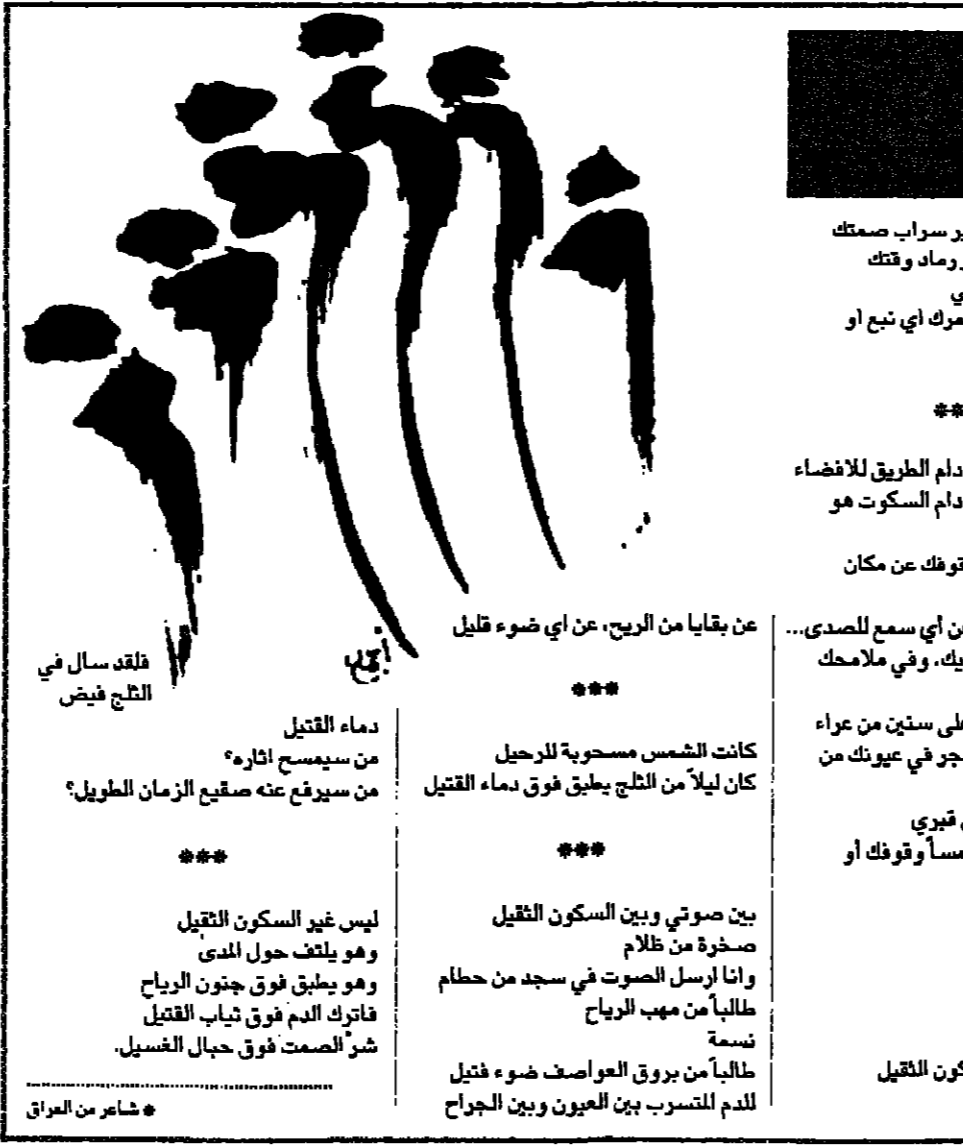 ير سراب صمتك
رماد وقتك
ي
مرك أي نبع أو
***
دام الطريق للافضاء
دام السكوت هو
قوفك عن مكان
ن أي سمع للصدى...
يك، وفي ملامحك
لى سنين من عراء
جر في عيونك من
قبري
مساً وقوفك أو
كون الثقيل
عن بقايا من الريح، عن اي ضوء قليل
***
كانت الشمس مسحوبة للرحيل
كان ليلاً من الثلج يطبق فوق دماء القتيل
***
بين صوتي وبين السكون الثقيل
صخرة من ظلام
وانا ارسل الصوت في سجد من حطام
طالباً من مهب الرياح
نسمة
طالباً من بروق العواصف ضوء فتيل
للدم المتسرب بين العيون وبين الجراح
فلقد سال في
الثلج فيض
دماء القتيل
من سيمسح اثاره؟
من سيرفع عنه صقيع الزمان الطويل؟
***
ليس غير السكون الثقيل
وهو يلتف حول المدى
وهو يطبق فوق جنون الرياح
فاترك الدم فوق ثياب القتيل
شرّ الصمت فوق حبال الغسيل.
* شاعر من العراق